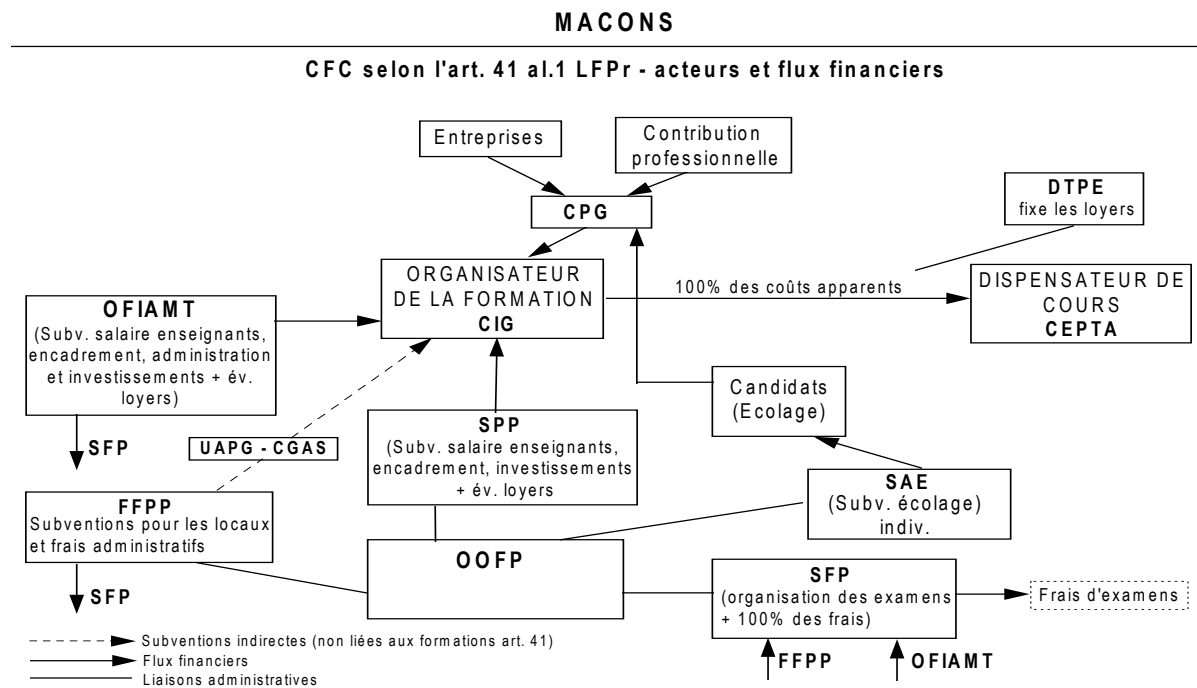 MACONS
CFC selon l'art. 41 al.1 LFPr - acteurs et flux financiers
Entreprises
Contribution
professionnelle
CPG
DTPE
fixe les loyers
ORGANISATEUR
DE LA FORMATION
CIG
100% des coûts apparents
DISPENSATEUR DE
COURS
CEPTA
OFIAMT
(Subv. salaire enseignants,
encadrement, administration
et investissements + év.
loyers)
SFP
UAPG - CGAS
Candidats
(Ecolage)
SPP
(Subv. salaire enseignants,
encadrement, investissements
+ év. loyers
SAE
(Subv. écolage)
indiv.
FFPP
Subventions pour les locaux
et frais administratifs
SFP
OOFP
SFP
(organisation des examens
+ 100% des frais)
Frais d'examens
FFPP
OFIAMT
Subventions indirectes (non liées aux formations art. 41)
Flux financiers
Liaisons administratives